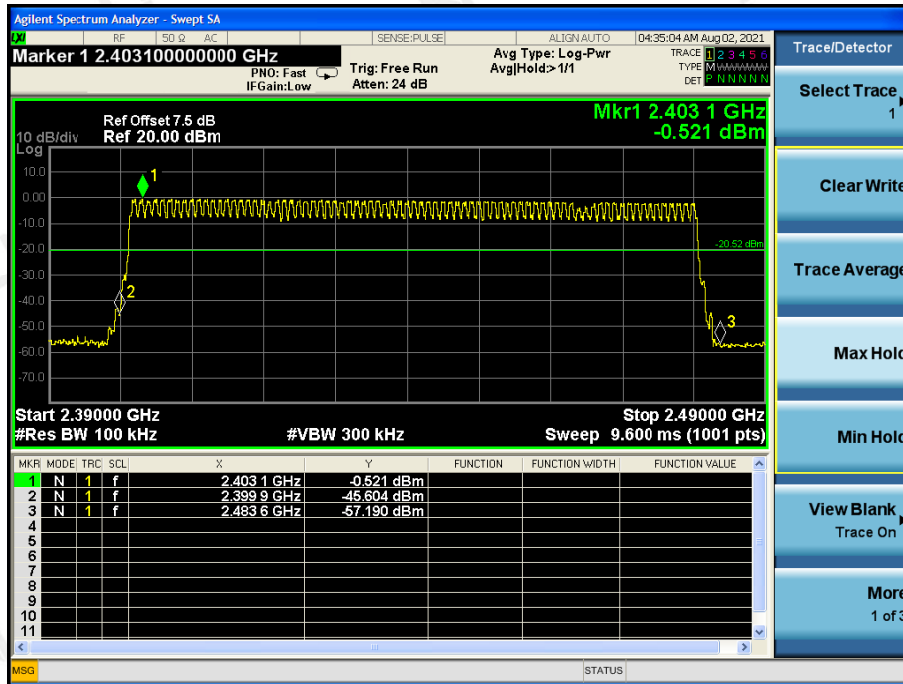 Agilent Spectrum Analyzer - Swept SA
LXI RF 50 Ω AC SENSE:PULSE ALIGN AUTO 04:35:04 AM Aug 02, 2021
Marker 1 2.403100000000 GHz
PNO: Fast
IFGain:Low
Trig: Free Run
Atten: 24 dB
Avg Type: Log-Pwr
Avg|Hold:>1/1
TRACE 1 2 3 4 5 6
TYPE M WWWWW
DET P N N N N N
Trace/Detector
Select Trace
1
Clear Write
Trace Average
Max Hold
Min Hold
View Blank
Trace On
More
1 of 3
Mkr1 2.403 1 GHz
-0.521 dBm
Ref Offset 7.5 dB
10 dB/div Ref 20.00 dBm
Log
10.0
0.00
-10.0
-20.0
-30.0
-40.0
-50.0
-60.0
-70.0
1
2
3
-20.52 dBm
Start 2.39000 GHz Stop 2.49000 GHz
#Res BW 100 kHz #VBW 300 kHz Sweep 9.600 ms (1001 pts)
MKR MODE TRC SCL X Y FUNCTION FUNCTION WIDTH FUNCTION VALUE
1 N 1 f 2.403 1 GHz -0.521 dBm
2 N 1 f 2.399 9 GHz -45.604 dBm
3 N 1 f 2.483 6 GHz -57.190 dBm
4
5
6
7
8
9
10
11
MSG STATUS